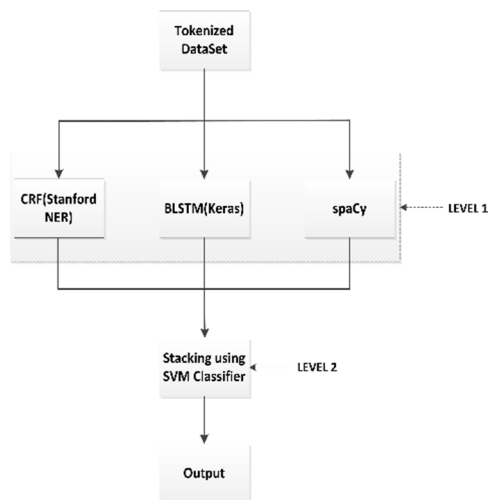 Tokenized
DataSet
CRF(Stanford
NER)
BLSTM(Keras)
spaCy
LEVEL 1
Stacking using
SVM Classifier
LEVEL 2
Output